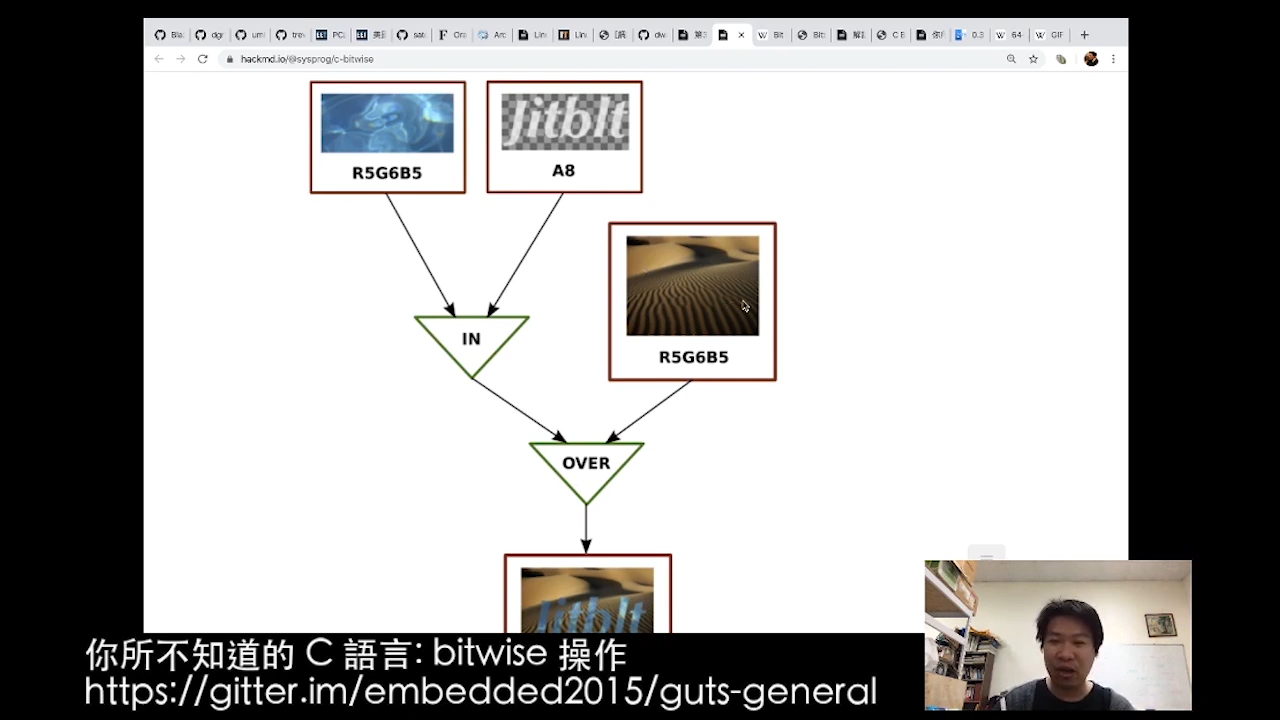 hackmd.io/@sysprog/c-bitwise
Jitblt
R5G6B5
A8
R5G6B5
IN
OVER
Jitblt
你所不知道的 C 語言: bitwise 操作
https://gitter.im/embedded2015/guts-general